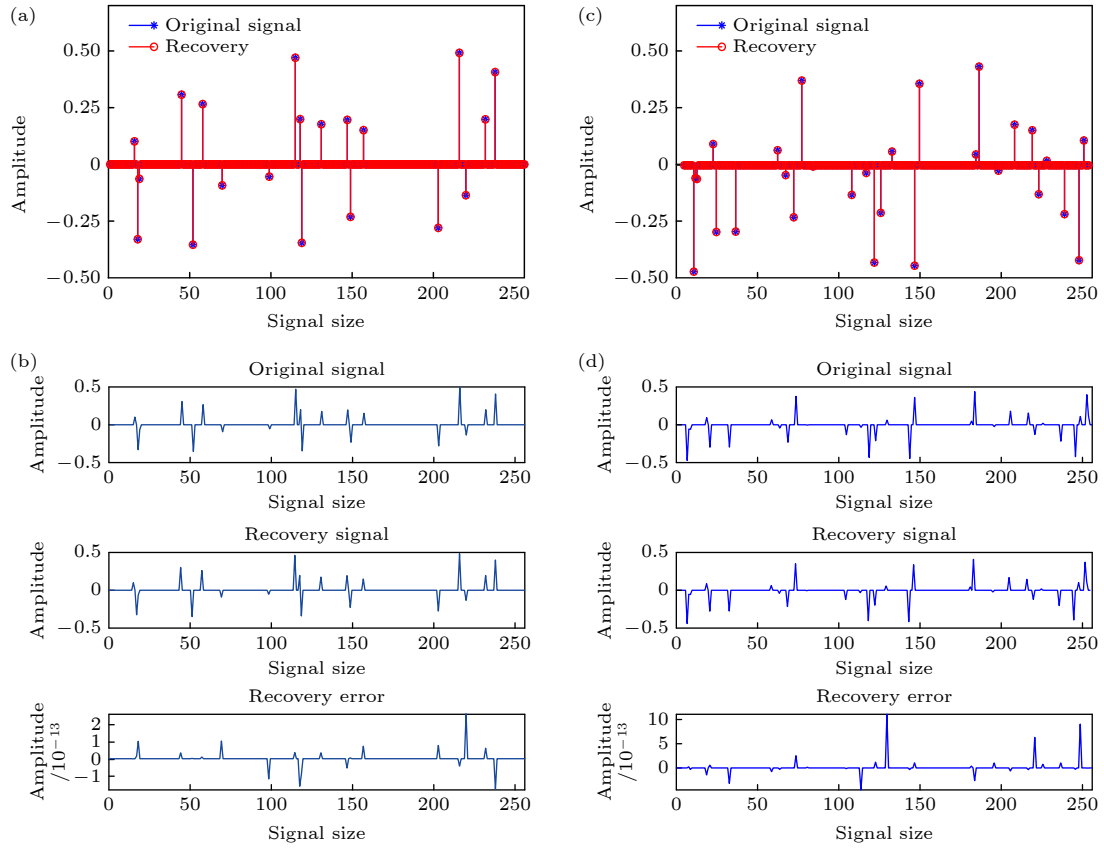 (a)
Original signal
Recovery
0.50
0.25
0
−0.25
−0.50
Amplitude
0 50 100 150 200 250
Signal size
(c)
Original signal
Recovery
0.50
0.25
0
−0.25
−0.50
Amplitude
0 50 100 150 200 250
Signal size
(b)
Original signal
0.5
0
−0.5
Amplitude
0 50 100 150 200 250
Signal size
Recovery signal
0.5
0
−0.5
Amplitude
0 50 100 150 200 250
Signal size
Recovery error
2
1
0
−1
Amplitude
/10−13
0 50 100 150 200 250
Signal size
(d)
Original signal
0.5
0
−0.5
Amplitude
0 50 100 150 200 250
Signal size
Recovery signal
0.5
0
−0.5
Amplitude
0 50 100 150 200 250
Signal size
Recovery error
10
5
0
Amplitude
/10−13
0 50 100 150 200 250
Signal size